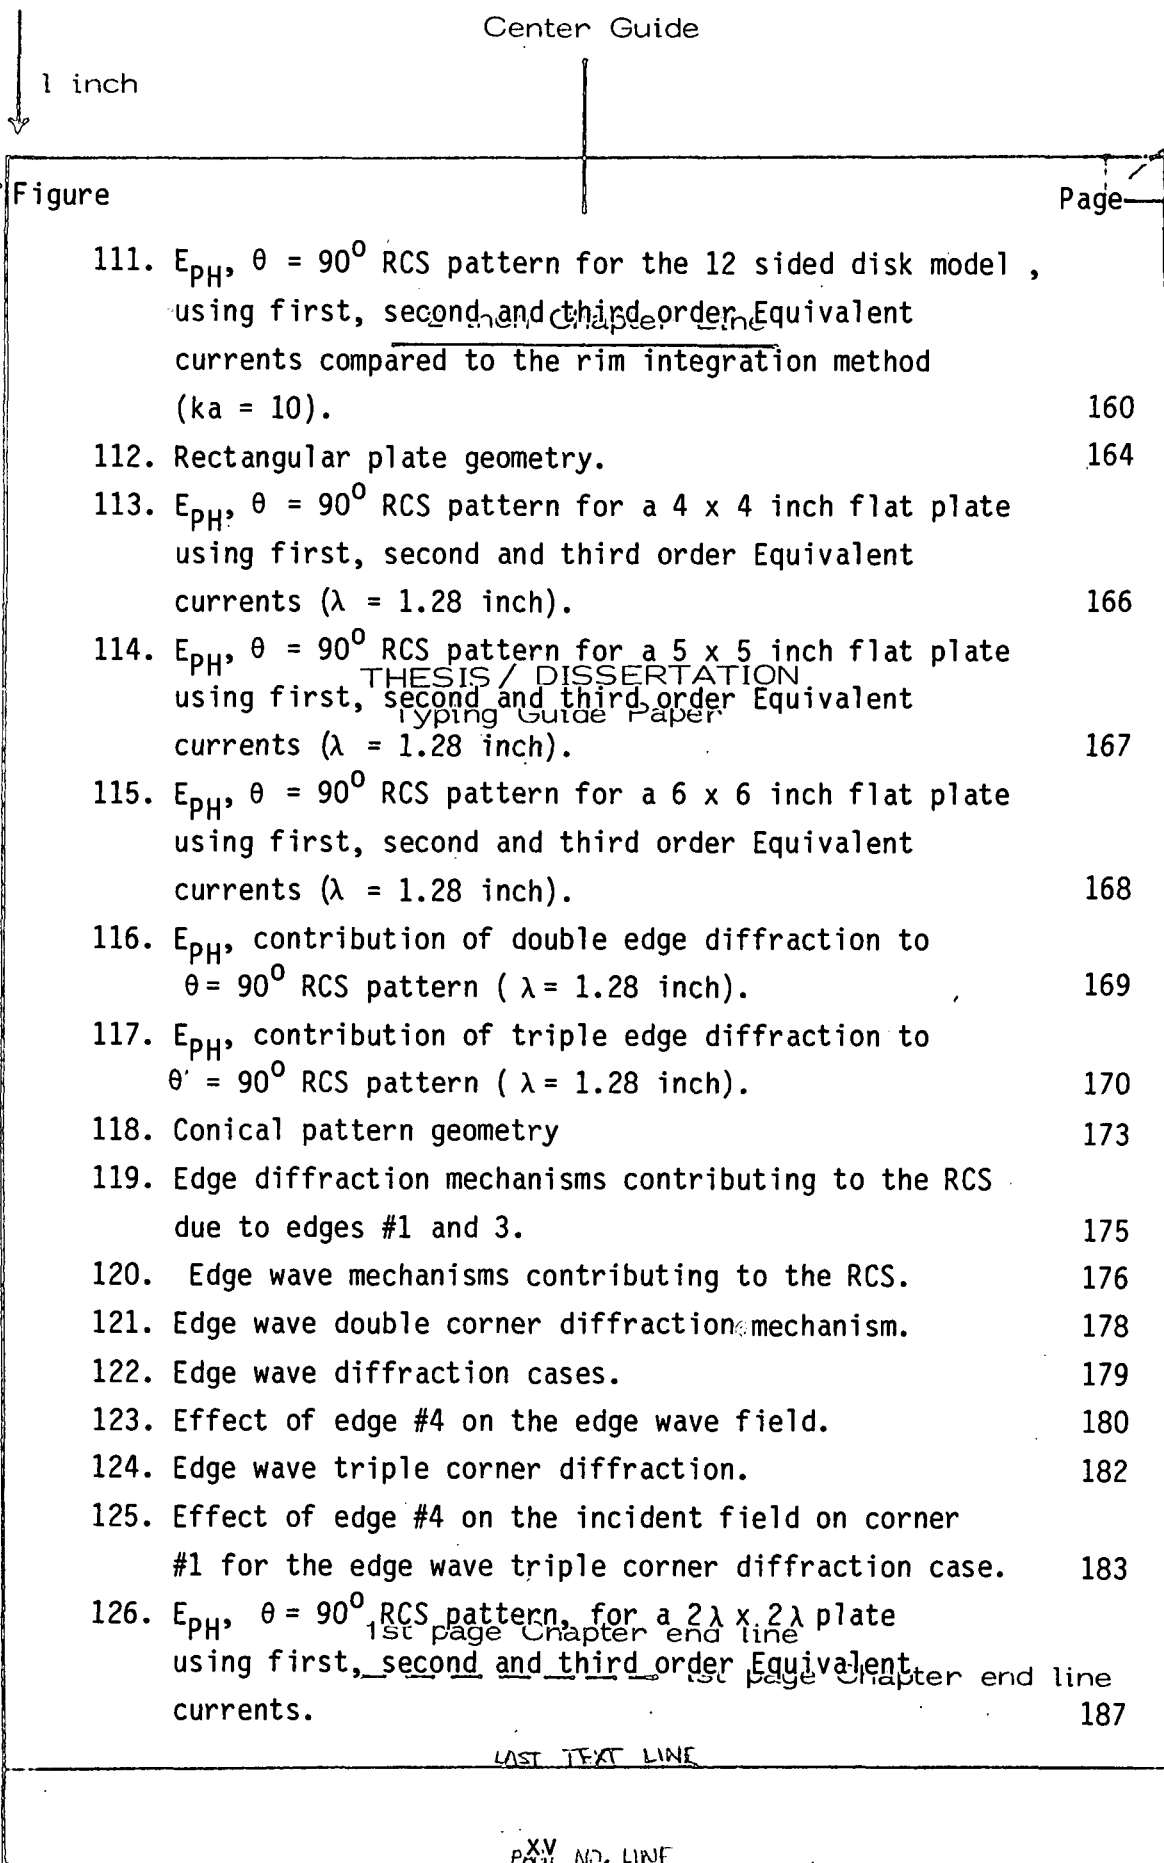 Center Guide
1 inch
Figure Page
111. E_PH, θ = 90° RCS pattern for the 12 sided disk model ,
using first, second and third order Equivalent
currents compared to the rim integration method
(ka = 10). 160
112. Rectangular plate geometry. 164
113. E_PH, θ = 90° RCS pattern for a 4 x 4 inch flat plate
using first, second and third order Equivalent
currents (λ = 1.28 inch). 166
114. E_PH, θ = 90° RCS pattern for a 5 x 5 inch flat plate
THESIS / DISSERTATION
using first, second and third order Equivalent
Typing Guide Paper
currents (λ = 1.28 inch). 167
115. E_PH, θ = 90° RCS pattern for a 6 x 6 inch flat plate
using first, second and third order Equivalent
currents (λ = 1.28 inch). 168
116. E_PH, contribution of double edge diffraction to
θ = 90° RCS pattern ( λ = 1.28 inch). 169
117. E_PH, contribution of triple edge diffraction to
θ = 90° RCS pattern ( λ = 1.28 inch). 170
118. Conical pattern geometry 173
119. Edge diffraction mechanisms contributing to the RCS
due to edges #1 and 3. 175
120. Edge wave mechanisms contributing to the RCS. 176
121. Edge wave double corner diffraction mechanism. 178
122. Edge wave diffraction cases. 179
123. Effect of edge #4 on the edge wave field. 180
124. Edge wave triple corner diffraction. 182
125. Effect of edge #4 on the incident field on corner
#1 for the edge wave triple corner diffraction case. 183
126. E_PH, θ = 90° RCS pattern, for a 2λ x 2λ plate
1st page Chapter end line
using first, second and third order Equivalent
1st page Chapter end line
currents. 187
LAST TEXT LINE
xv
NO. LINE